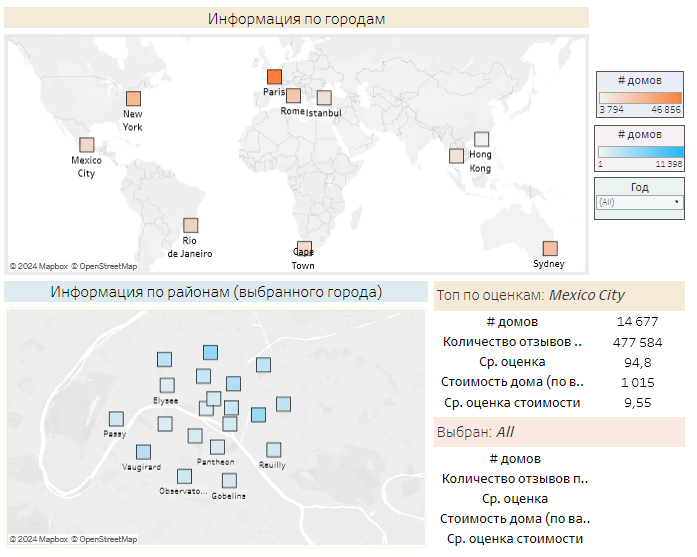 Информация по городам
Paris
Rome
Istanbul
New
York
Mexico
City
Hong
Kong
Rio
de Janeiro
Cape
Town
Sydney
© 2024 Mapbox © OpenStreetMap
# домов
3 794
46 856
# домов
1
11 398
Год
(All)
Информация по районам (выбранного города)
Elysee
Passy
Vaugirard
Pantheon
Reuilly
Observato...
Gobelins
© 2024 Mapbox © OpenStreetMap
Топ по оценкам: Mexico City
# домов 14 677
Количество отзывов .. 477 584
Ср. оценка 94,8
Стоимость дома (по в.. 1 015
Ср. оценка стоимости 9,55
Выбран: All
# домов
Количество отзывов п..
Ср. оценка
Стоимость дома (по ва..
Ср. оценка стоимости